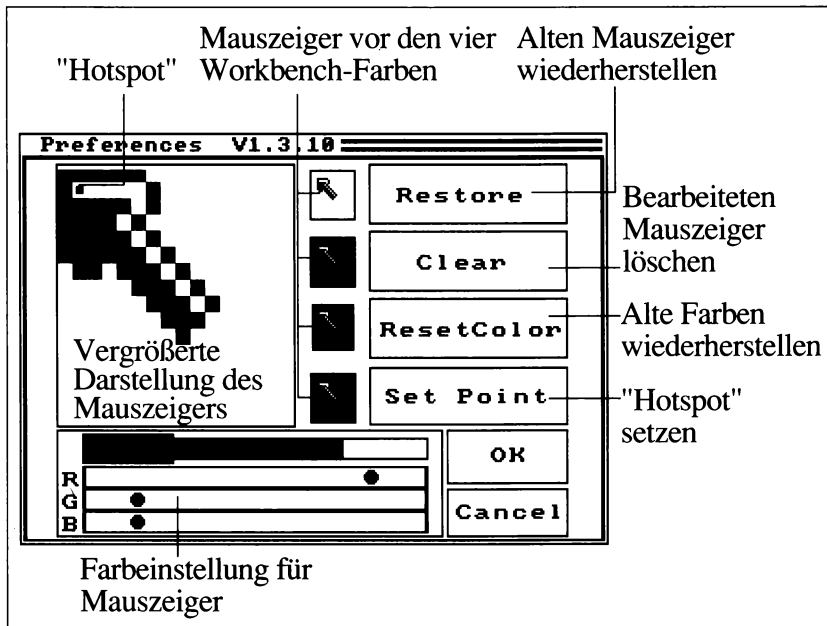 "Hotspot"
Mauszeiger vor den vier
Workbench-Farben
Alten Mauszeiger
wiederherstellen
Preferences V1.3.10
Restore
Clear
ResetColor
Set Point
Bearbeiteten
Mauszeiger
löschen
Alte Farben
wiederherstellen
"Hotspot"
setzen
Vergrößerte
Darstellung des
Mauszeigers
R
G
B
OK
Cancel
Farbeinstellung für
Mauszeiger